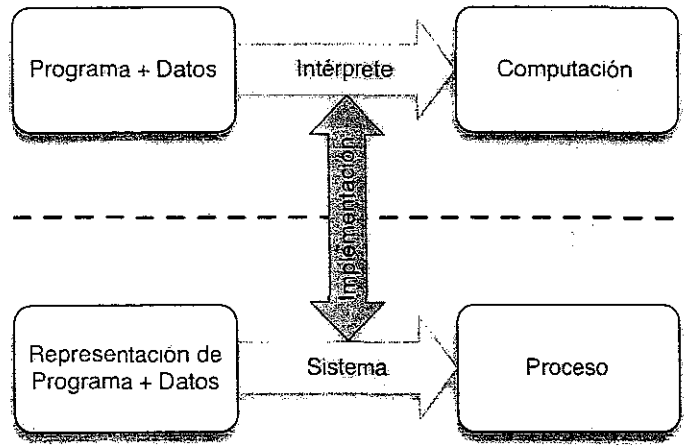 Programa + Datos
Intérprete
Computación
Implementación
Representación de
Programa + Datos
Sistema
Proceso